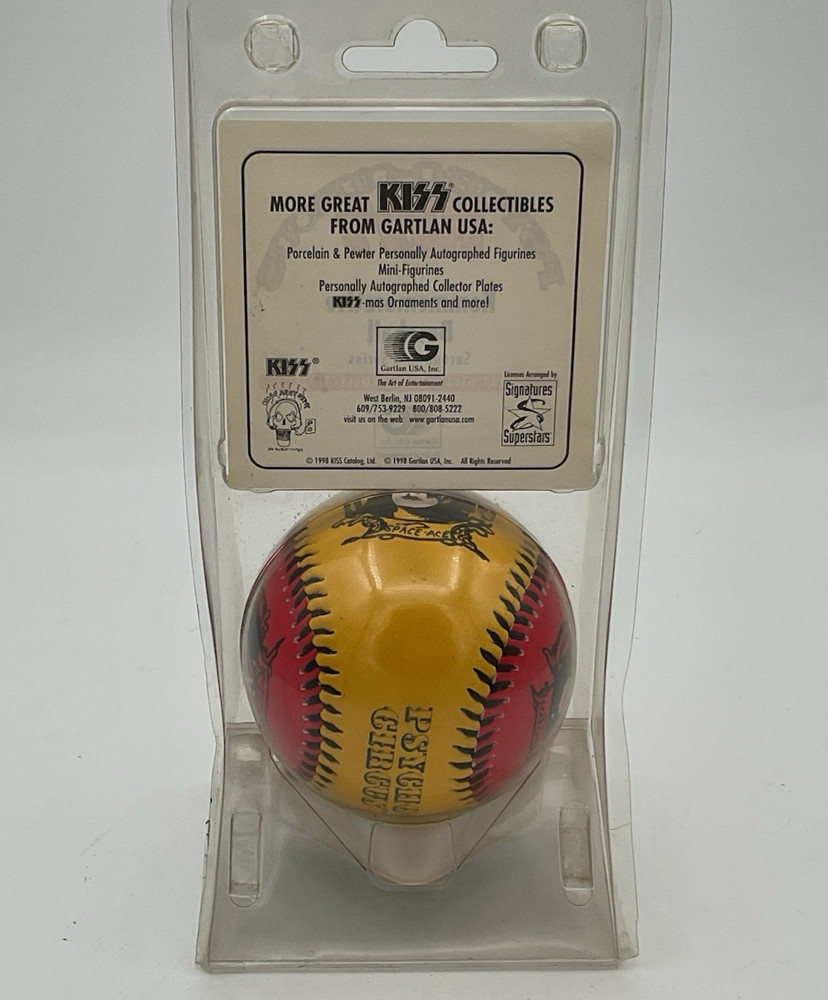 MORE GREAT KISS® COLLECTIBLES
FROM GARTLAN USA:
Porcelain & Pewter Personally Autographed Figurines
Mini-Figurines
Personally Autographed Collector Plates
KISS-mas Ornaments and more!
G
Gartlan USA, Inc.
The Art of Entertainment
West Berlin, NJ 08091-2440
609/753-9229 800/808-5222
visit us on the web www.gartlanusa.com
KISS®
Licenses Arranged by
Signatures
Superstars
© 1998 KISS Catalog, Ltd. © 1998 Gartlan USA, Inc. All Rights Reserved
SPACE ACE
PSYCHO
CIRCUS